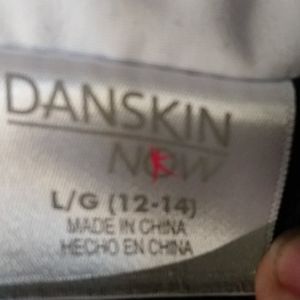 DANSKIN
NOW
L/G (12-14)
MADE IN CHINA
HECHO EN CHINA